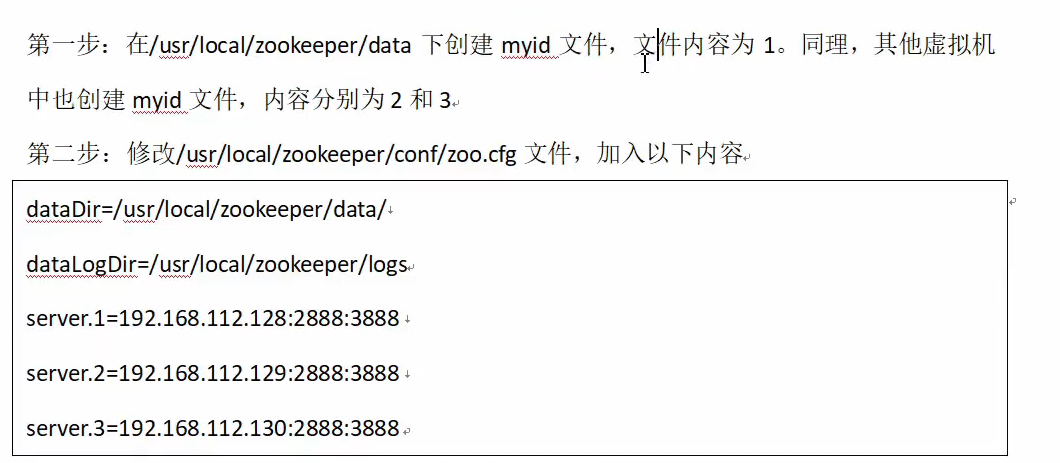 第一步：在/usr/local/zookeeper/data 下创建 myid 文件，文件内容为 1。同理，其他虚拟机
中也创建 myid 文件，内容分别为 2 和 3
第二步：修改/usr/local/zookeeper/conf/zoo.cfg 文件，加入以下内容
dataDir=/usr/local/zookeeper/data/
dataLogDir=/usr/local/zookeeper/logs
server.1=192.168.112.128:2888:3888
server.2=192.168.112.129:2888:3888
server.3=192.168.112.130:2888:3888